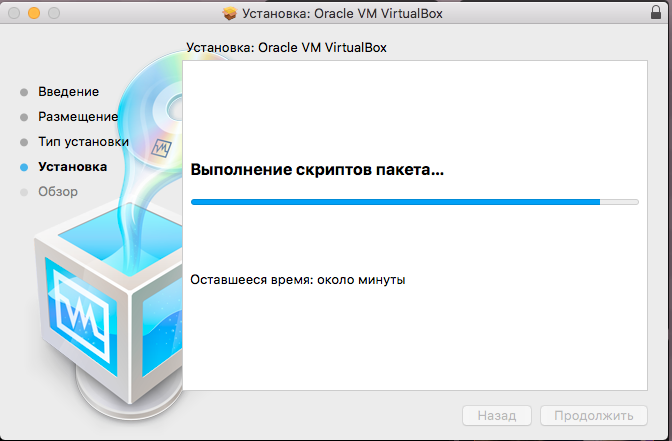 Установка: Oracle VM VirtualBox
Установка: Oracle VM VirtualBox
Введение
Размещение
Тип установки
Установка
Обзор
Выполнение скриптов пакета...
Оставшееся время: около минуты
Назад
Продолжить